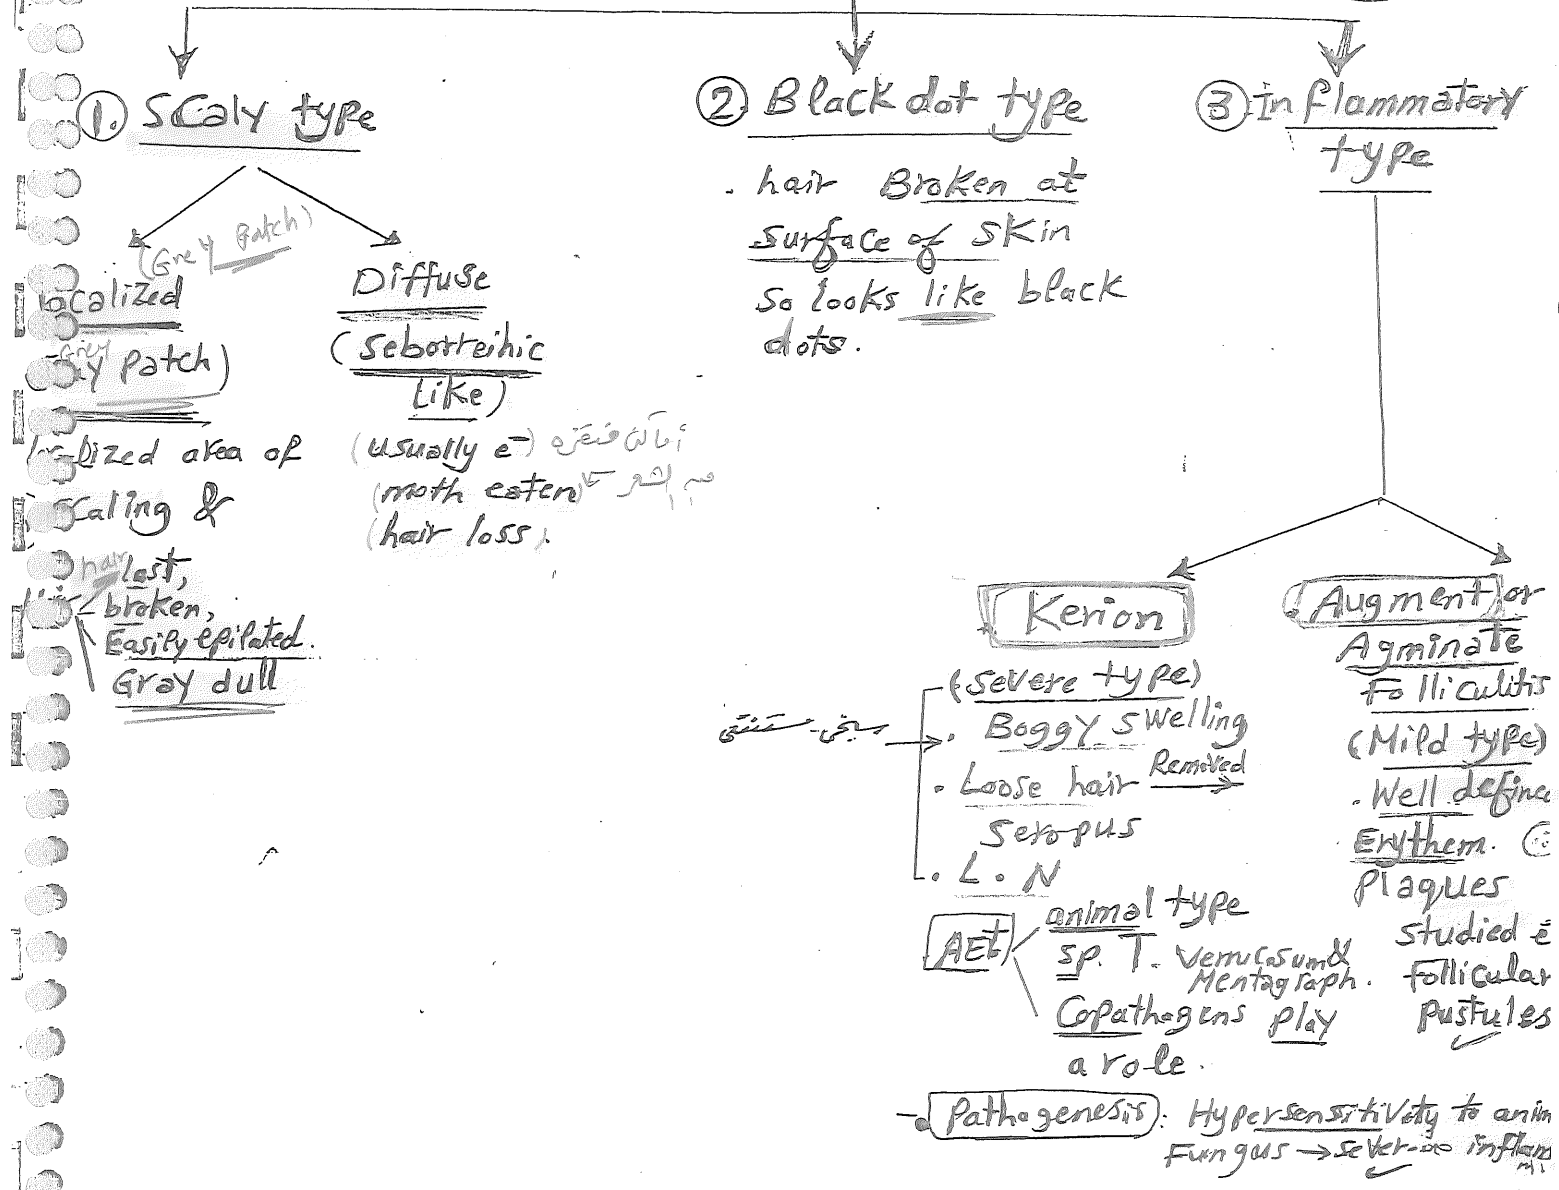 1. Scaly type
(Grey Patch)
localized
Grey
patch)
area of
Scaling &
hair last,
broken,
Easily epilated.
Gray dull
Diffuse
(seborreihic
Like)
(usually e-)
(moth eaten)
(hair loss.
2. Black dot type
. hair Broken at
surface of skin
so looks like black
dots.
3 Inflammatory
type
Kerion
(severe type)
. Boggy swelling
. Loose hair Removed
Seropus
. L.N
AEt
animal type
sp. T. Verrucosum &
Mentagraph.
Copathogens play
a role.
Augment or
Agminate
Folliculitis
(Mild type)
. Well define
Erythem.
plaques
studied e-
follicular
pustules
Pathogenesis: Hypersensitivity to anim
Fungus → sever inflam